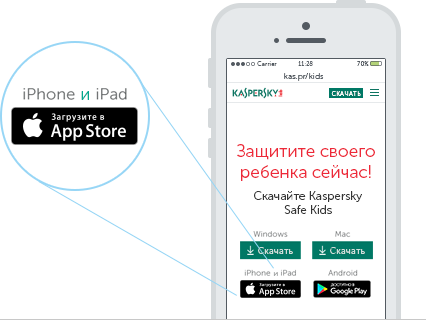 iPhone и iPad
Загрузите в
App Store
Carrier 11:28 70%
kas.pr/kids
KASPERSKY СКАЧАТЬ
Защитите своего
ребенка сейчас!
Скачайте Kaspersky
Safe Kids
Windows Mac
Скачать Скачать
iPhone и iPad Android
Загрузите в ДОСТУПНО В
App Store Google Play